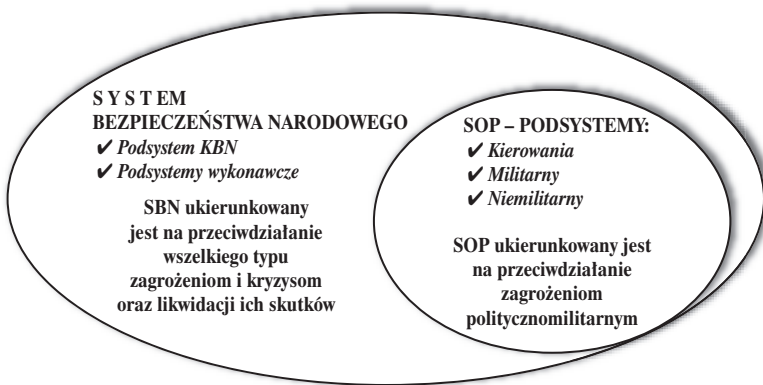 S Y S T EM
BEZPIECZEŃSTWA NARODOWEGO
✔ Podsystem KBN
✔ Podsystemy wykonawcze
SBN ukierunkowany
jest na przeciwdziałanie
wszelkiego typu
zagrożeniom i kryzysom
oraz likwidacji ich skutków
SOP – PODSYSTEMY:
✔ Kierowania
✔ Militarny
✔ Niemilitarny
SOP ukierunkowany jest
na przeciwdziałanie
zagrożeniom
politycznomilitarnym